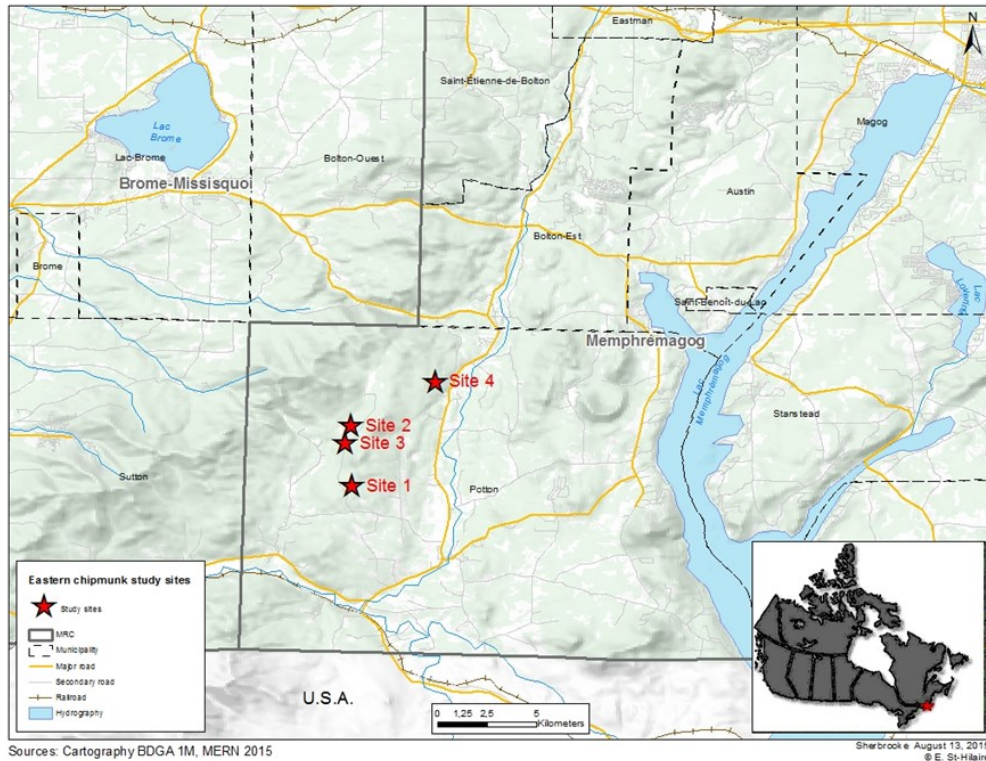 Eastman
N
Saint-Étienne-de-Bolton
Magog
Lac
Brome
Lac-Brome
Bolton-Ouest
Brome-Missisquoi
Austin
Bolton-Est
Brome
Lac
Lovering
Saint-Benoît-du-Lac
Memphrémagog
Lac
Memphrémagog
Site 4
Stanstead
Site 2
Site 3
Sutton
Site 1
Potton
Eastern chipmunk study sites
Study sites
MRC
Municipality
Major road
Secondary road
Railroad
Hydrography
U.S.A.
0 1,25 2,5 5
Kilometers
Sources: Cartography BDGA 1M, MERN 2015
Sherbrooke August 13, 2015
© E. St-Hilaire